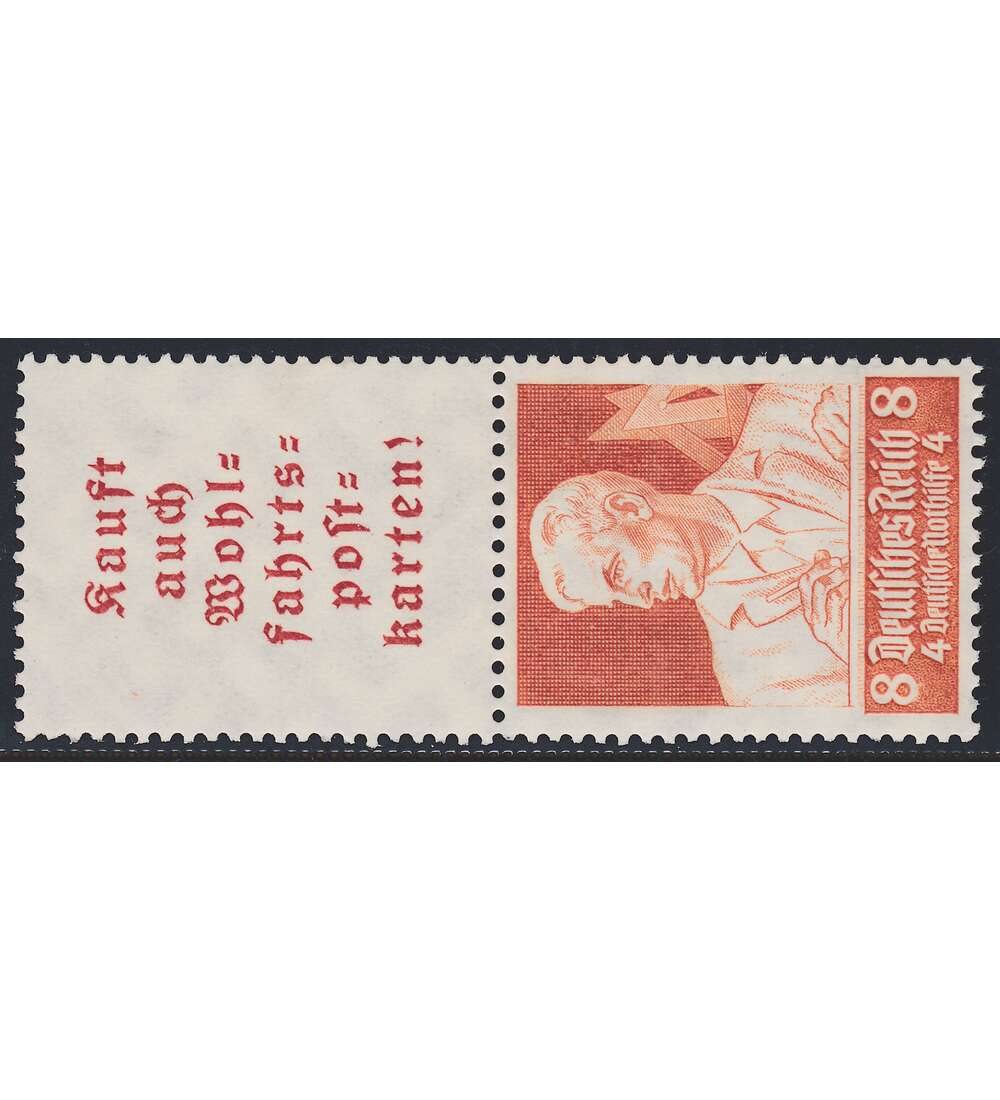 Kauft
auch
Wohl=
fahrts=
post=
karten!
8 Deutsches Reich 8
4 Deutsche Nothilfe 4